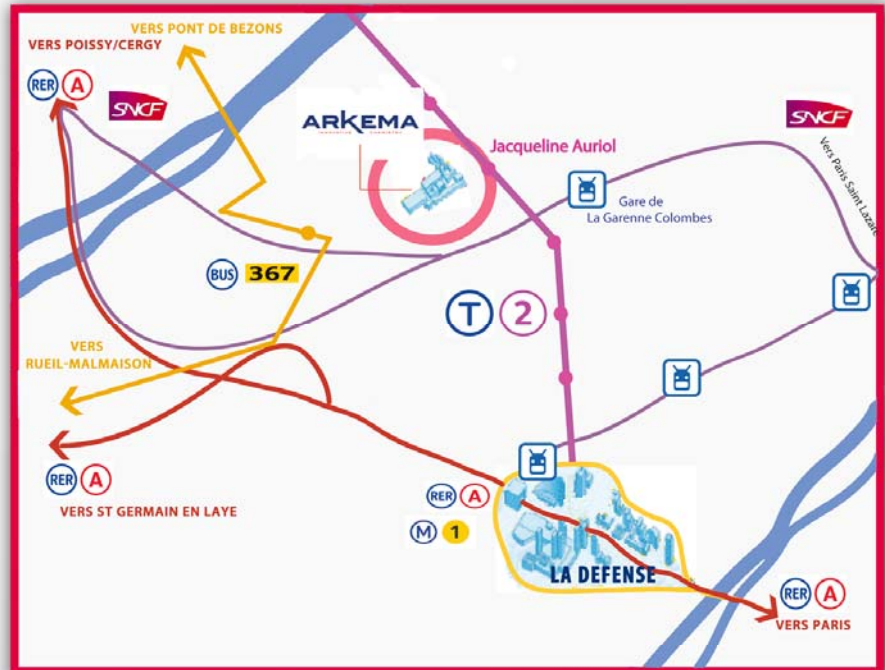 VERS PONT DE BEZONS
VERS POISSY/CERGY
RER A
SNCF
ARKEMA
SNCF
Jacqueline Auriol
Vers Paris Saint Lazare
Gare de
La Garenne Colombes
BUS 367
T 2
VERS
RUEIL-MALMAISON
RER A
VERS ST GERMAIN EN LAYE
RER A
M 1
LA DEFENSE
RER A
VERS PARIS